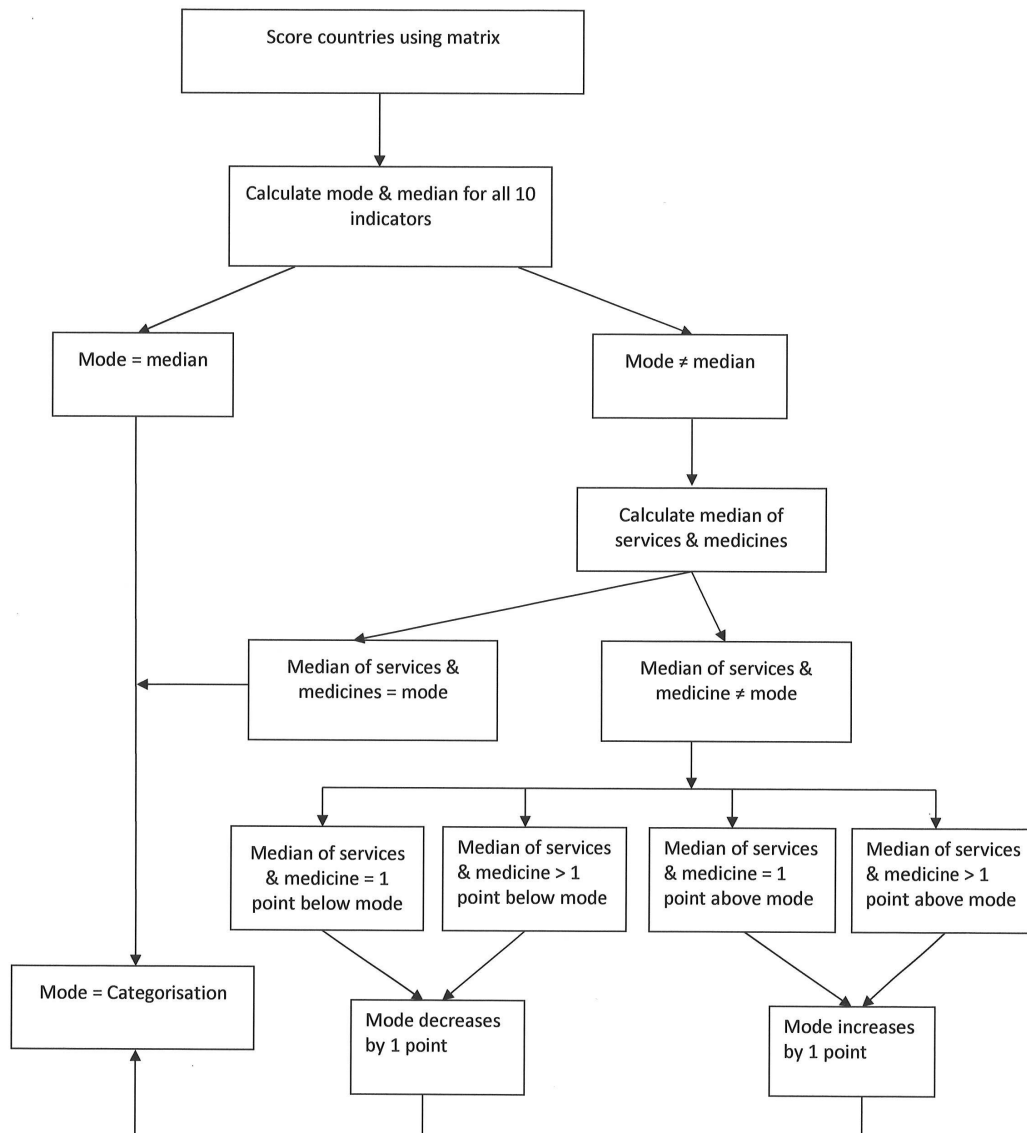 Score countries using matrix
Calculate mode & median for all 10
indicators
Mode = median
Mode ≠ median
Calculate median of
services & medicines
Median of services &
medicines = mode
Median of services &
medicine ≠ mode
Median of services
& medicine = 1
point below mode
Median of services
& medicine > 1
point below mode
Median of services
& medicine = 1
point above mode
Median of services
& medicine > 1
point above mode
Mode = Categorisation
Mode decreases
by 1 point
Mode increases
by 1 point